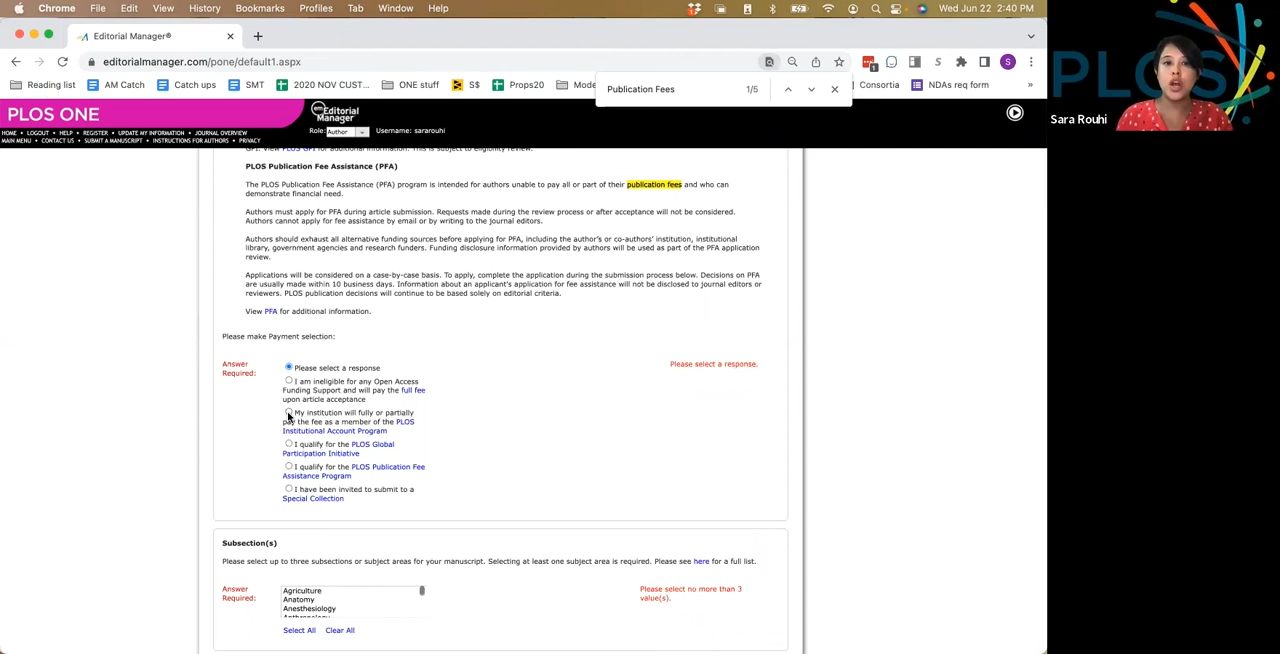 Chrome File Edit View History Bookmarks Profiles Tab Window Help Wed Jun 22 2:40 PM
Editorial Manager®
editorialmanager.com/pone/default1.aspx
Reading list AM Catch Catch ups SMT 2020 NOV CUST... ONE stuff S$ Props20 Consortia NDAs req form
Publication Fees 1/5
PLOS ONE
em Editorial
Manager
Role: Author Username: sararouhi
HOME • LOGOUT • HELP • REGISTER • UPDATE MY INFORMATION • JOURNAL OVERVIEW
MAIN MENU • CONTACT US • SUBMIT A MANUSCRIPT • INSTRUCTIONS FOR AUTHORS • PRIVACY
PLOS
Sara Rouhi
GPI. View PLOS GPI for additional information. This is subject to eligibility review.
PLOS Publication Fee Assistance (PFA)
The PLOS Publication Fee Assistance (PFA) program is intended for authors unable to pay all or part of their publication fees and who can
demonstrate financial need.
Authors must apply for PFA during article submission. Requests made during the review process or after acceptance will not be considered.
Authors cannot apply for fee assistance by email or by writing to the journal editors.
Authors should exhaust all alternative funding sources before applying for PFA, including the author's or co-authors' institution, institutional
library, government agencies and research funders. Funding disclosure information provided by authors will be used as part of the PFA application
review.
Applications will be considered on a case-by-case basis. To apply, complete the application during the submission process below. Decisions on PFA
are usually made within 10 business days. Information about an applicant's application for fee assistance will not be disclosed to journal editors or
reviewers. PLOS publication decisions will continue to be based solely on editorial criteria.
View PFA for additional information.
Please make Payment selection:
Answer
Required:
Please select a response
I am ineligible for any Open Access
Funding Support and will pay the full fee
upon article acceptance
My institution will fully or partially
pay the fee as a member of the PLOS
Institutional Account Program
I qualify for the PLOS Global
Participation Initiative
I qualify for the PLOS Publication Fee
Assistance Program
I have been invited to submit to a
Special Collection
Please select a response.
Subsection(s)
Please select up to three subsections or subject areas for your manuscript. Selecting at least one subject area is required. Please see here for a full list.
Answer
Required:
Agriculture
Anatomy
Anesthesiology
Anthropology
Select All Clear All
Please select no more than 3
value(s).